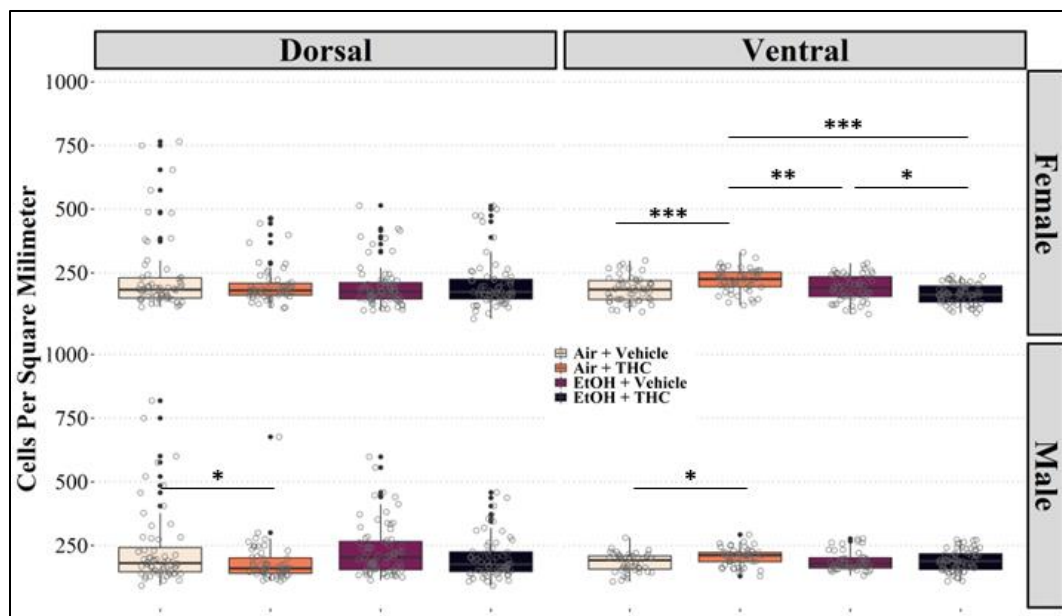 Dorsal
Ventral
Cells Per Square Milimeter
1000
750
500
250
***
**
*
***
Female
1000
750
500
250
Air + Vehicle
Air + THC
EtOH + Vehicle
EtOH + THC
*
*
Male